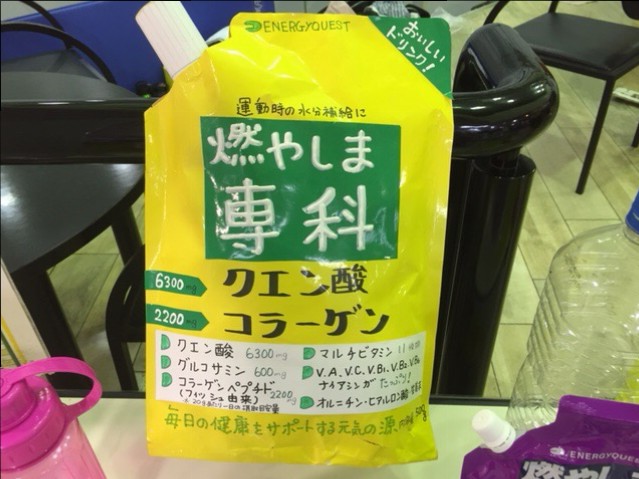 ENERGYQUEST
おいしい
ドリンク!
運動時の水分補給に
燃やしま
専科
6300mg クエン酸
2200mg コラーゲン
クエン酸 6300mg
グルコサミン 600mg
コラーゲンペプチド
(フィッシュ由来) 2200mg
マルチビタミン 11種類
V.A, V.C, V.B1, V.B2, V.B6
ナイアシンがたっぷり!
オルニチン・ヒアルロン酸
毎日の健康をサポートする元気の源 500g
ENERGYQUEST
燃やし